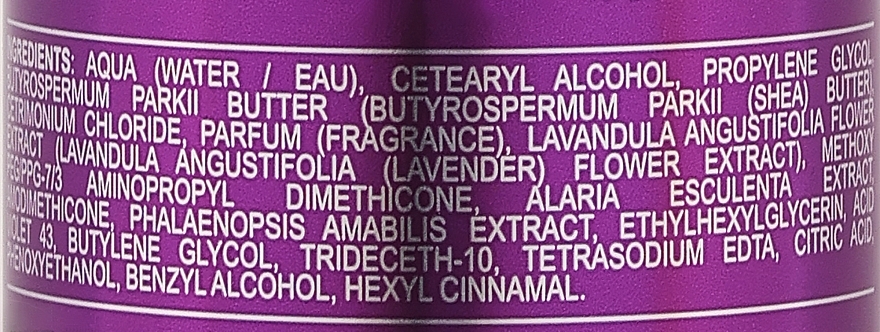 INGREDIENTS: AQUA (WATER / EAU), CETEARYL ALCOHOL, PROPYLENE GLYCOL,
BUTYROSPERMUM PARKII BUTTER (BUTYROSPERMUM PARKII (SHEA) BUTTER),
CETRIMONIUM CHLORIDE, PARFUM (FRAGRANCE), LAVANDULA ANGUSTIFOLIA FLOWER
EXTRACT (LAVANDULA ANGUSTIFOLIA (LAVENDER) FLOWER EXTRACT), METHOXY
PEG/PPG-7/3 AMINOPROPYL DIMETHICONE, ALARIA ESCULENTA EXTRACT,
AMODIMETHICONE, PHALAENOPSIS AMABILIS EXTRACT, ETHYLHEXYLGLYCERIN, ACID
VIOLET 43, BUTYLENE GLYCOL, TRIDECETH-10, TETRASODIUM EDTA, CITRIC ACID,
PHENOXYETHANOL, BENZYL ALCOHOL, HEXYL CINNAMAL.